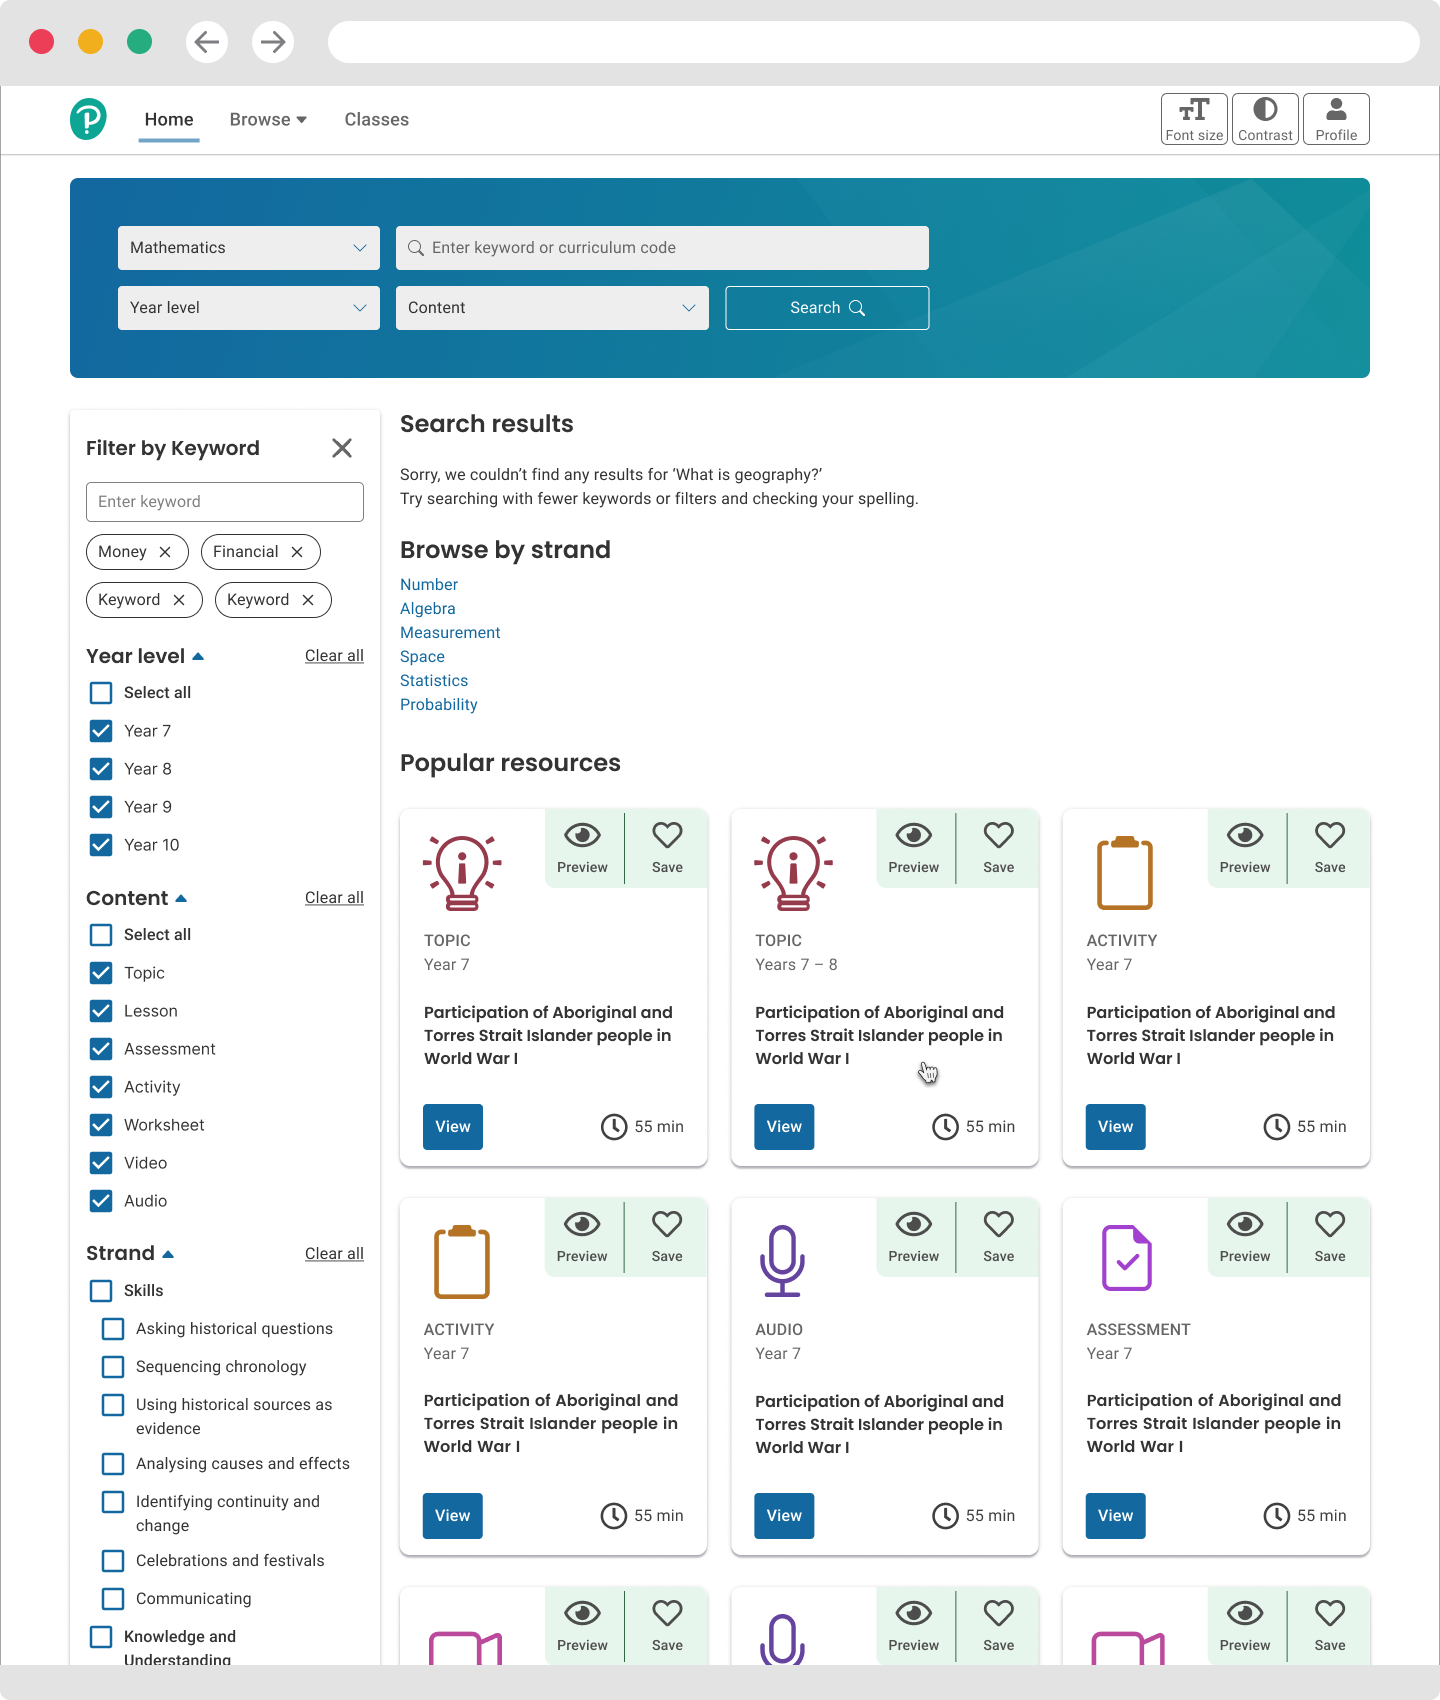 Home
Browse
Classes
Font size
Contrast
Profile
Mathematics
Enter keyword or curriculum code
Year level
Content
Search
Filter by Keyword
Enter keyword
Money
Financial
Keyword
Keyword
Year level
Clear all
Select all
Year 7
Year 8
Year 9
Year 10
Content
Clear all
Select all
Topic
Lesson
Assessment
Activity
Worksheet
Video
Audio
Strand
Clear all
Skills
Asking historical questions
Sequencing chronology
Using historical sources as
evidence
Analysing causes and effects
Identifying continuity and
change
Celebrations and festivals
Communicating
Knowledge and
Understanding
Search results
Sorry, we couldn’t find any results for ‘What is geography?’
Try searching with fewer keywords or filters and checking your spelling.
Browse by strand
Number
Algebra
Measurement
Space
Statistics
Probability
Popular resources
Preview
Save
TOPIC
Year 7
Participation of Aboriginal and
Torres Strait Islander people in
World War I
View
55 min
Preview
Save
TOPIC
Years 7 – 8
Participation of Aboriginal and
Torres Strait Islander people in
World War I
View
55 min
Preview
Save
ACTIVITY
Year 7
Participation of Aboriginal and
Torres Strait Islander people in
World War I
View
55 min
Preview
Save
ACTIVITY
Year 7
Participation of Aboriginal and
Torres Strait Islander people in
World War I
View
55 min
Preview
Save
AUDIO
Year 7
Participation of Aboriginal and
Torres Strait Islander people in
World War I
View
55 min
Preview
Save
ASSESSMENT
Year 7
Participation of Aboriginal and
Torres Strait Islander people in
World War I
View
55 min
Preview
Save
Preview
Save
Preview
Save